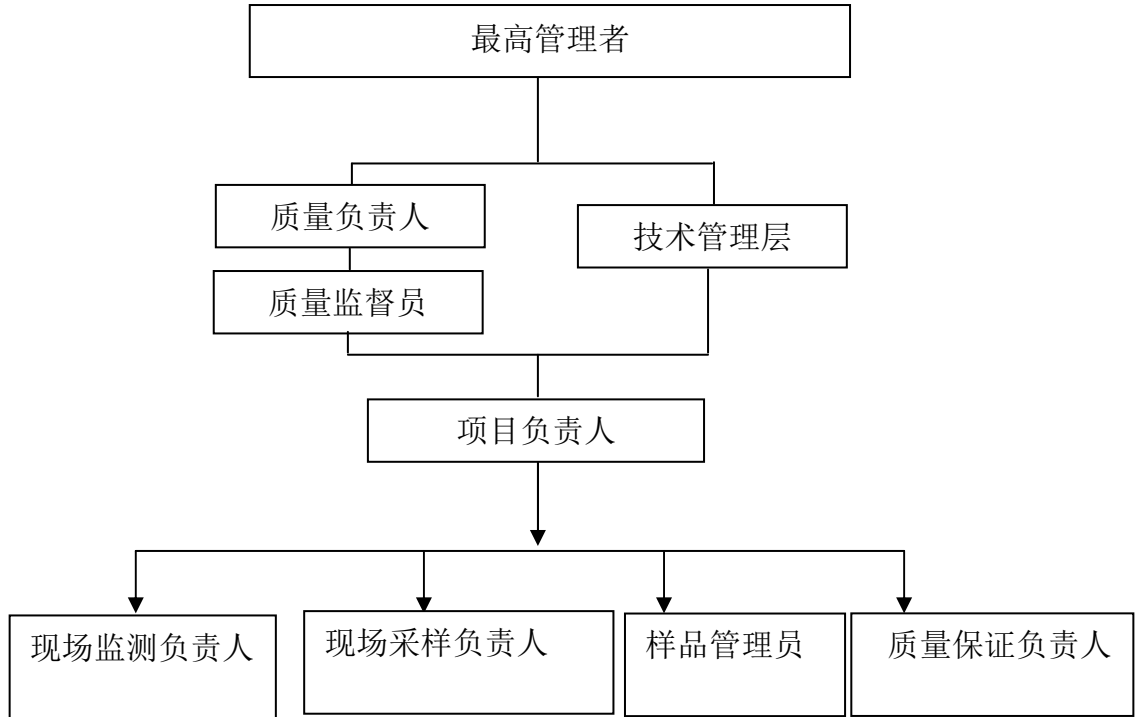 最高管理者
质量负责人
技术管理层
质量监督员
项目负责人
现场监测负责人
现场采样负责人
样品管理员
质量保证负责人